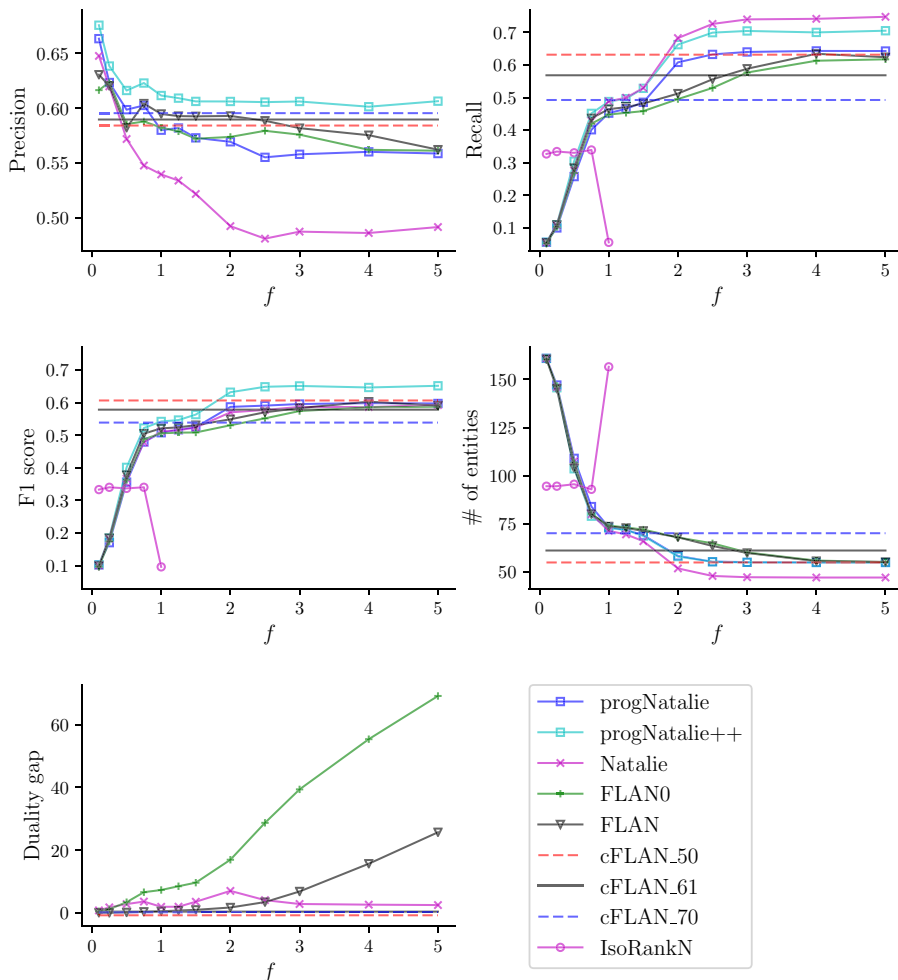 Precision
0.65
0.60
0.55
0.50
0 1 2 3 4 5
f
Recall
0.7
0.6
0.5
0.4
0.3
0.2
0.1
0 1 2 3 4 5
f
F1 score
0.7
0.6
0.5
0.4
0.3
0.2
0.1
0 1 2 3 4 5
f
# of entities
150
125
100
75
50
0 1 2 3 4 5
f
Duality gap
60
40
20
0
0 1 2 3 4 5
f
progNatalie
progNatalie++
Natalie
FLAN0
FLAN
cFLAN_50
cFLAN_61
cFLAN_70
IsoRankN